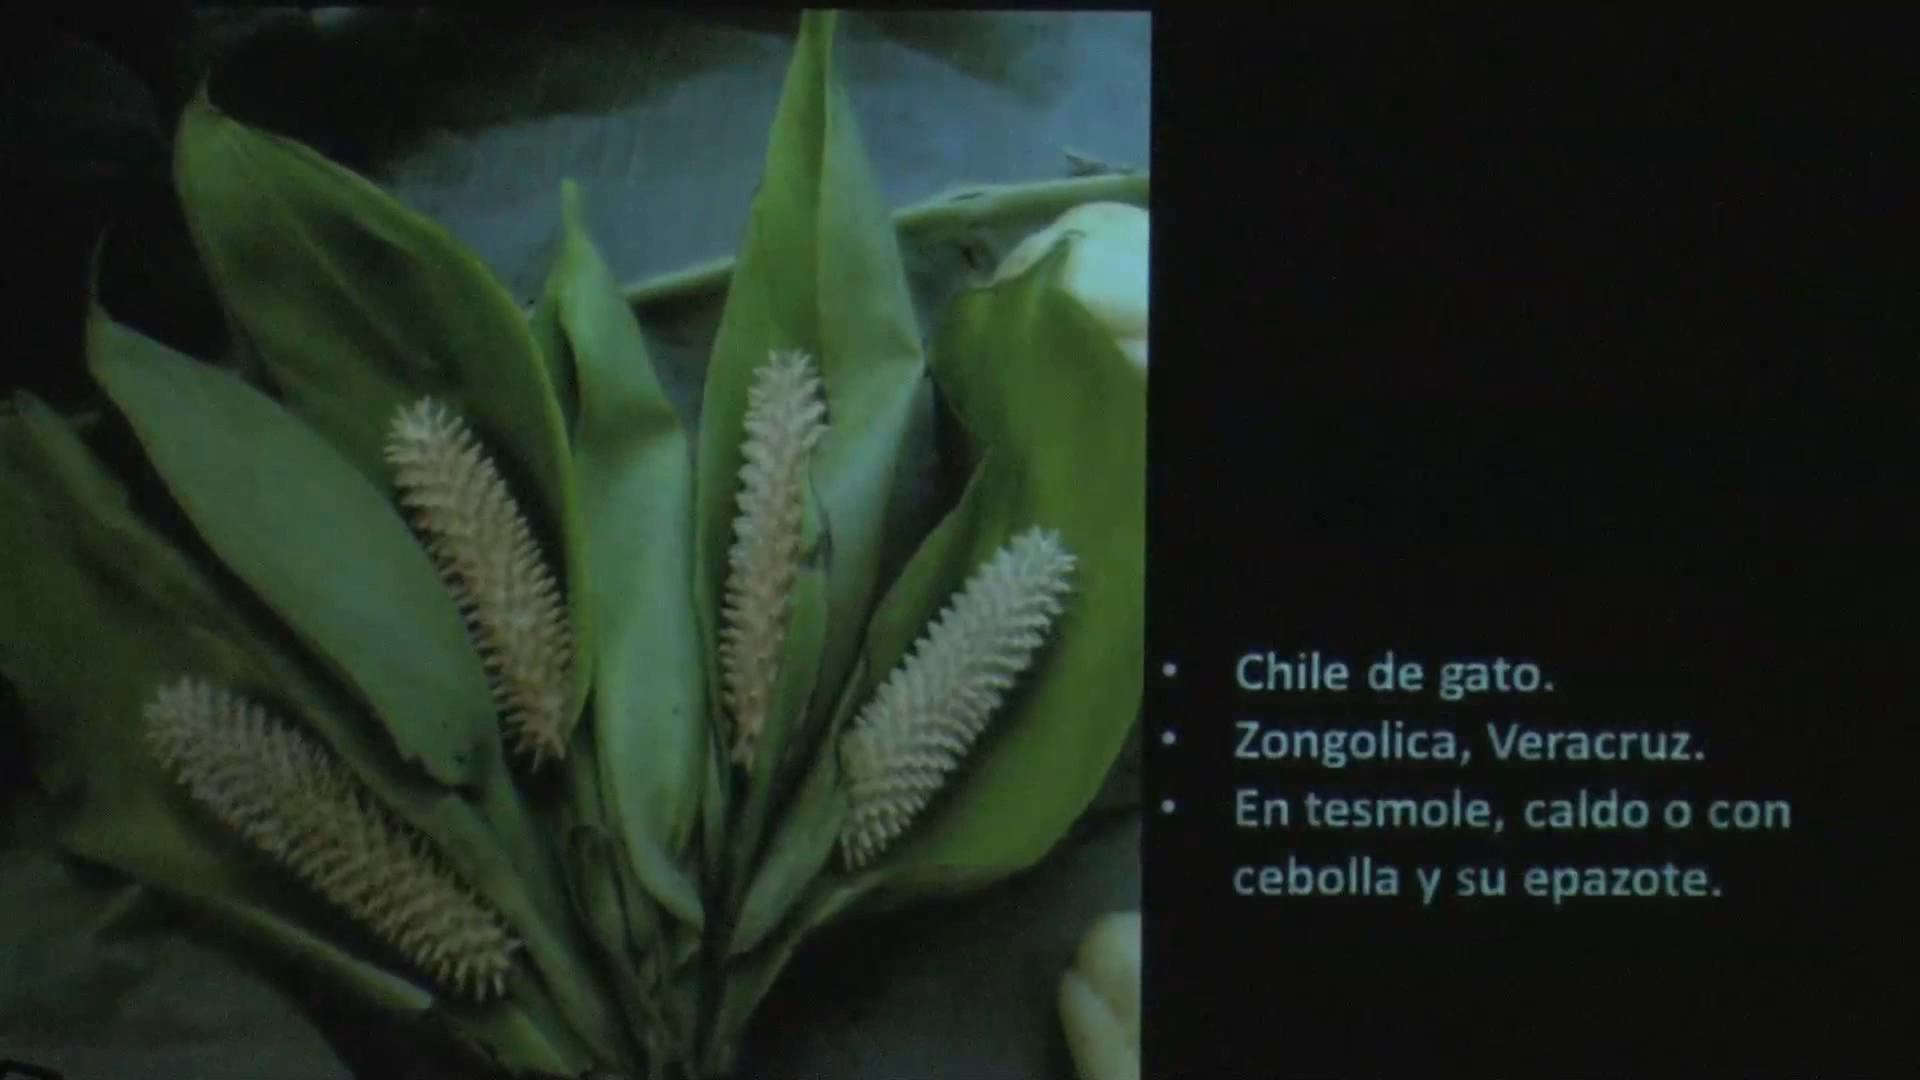 • Chile de gato.
• Zongolica, Veracruz.
• En tesmole, caldo o con
cebolla y su epazote.